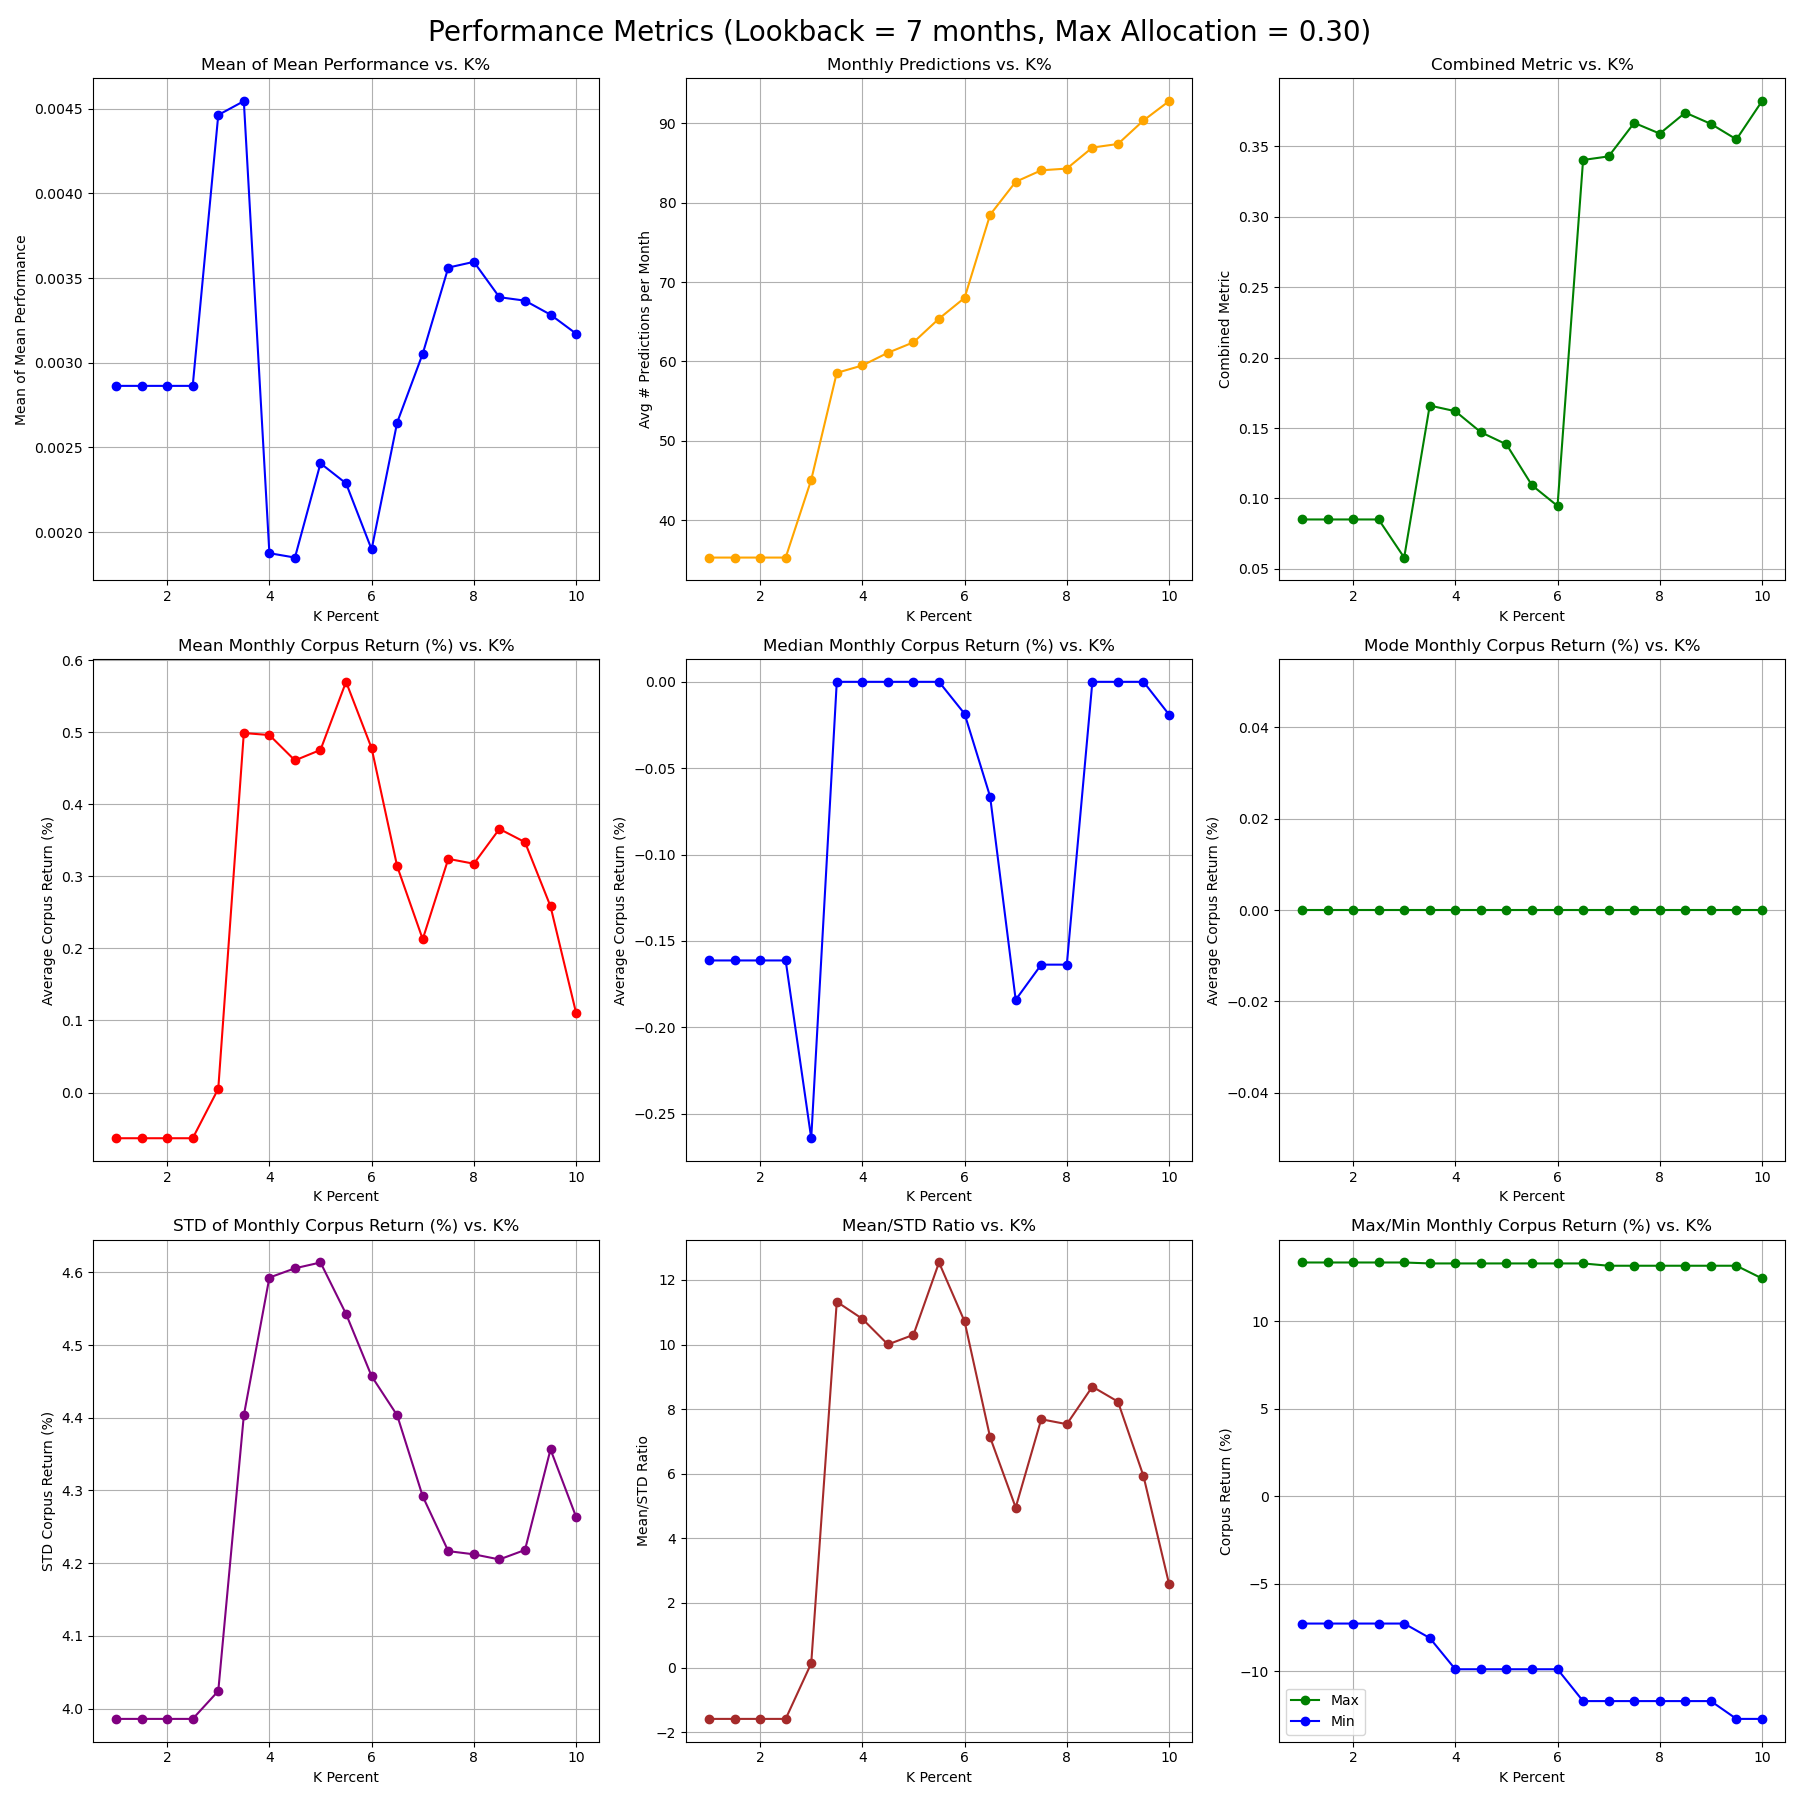 Performance Metrics (Lookback = 7 months, Max Allocation = 0.30)
Mean of Mean Performance vs. K%
Mean of Mean Performance
0.0045
0.0040
0.0035
0.0030
0.0025
0.0020
2 4 6 8 10
K Percent
Monthly Predictions vs. K%
Avg # Predictions per Month
90
80
70
60
50
40
2 4 6 8 10
K Percent
Combined Metric vs. K%
Combined Metric
0.35
0.30
0.25
0.20
0.15
0.10
0.05
2 4 6 8 10
K Percent
Mean Monthly Corpus Return (%) vs. K%
Average Corpus Return (%)
0.6
0.5
0.4
0.3
0.2
0.1
0.0
2 4 6 8 10
K Percent
Median Monthly Corpus Return (%) vs. K%
Average Corpus Return (%)
0.00
−0.05
−0.10
−0.15
−0.20
−0.25
2 4 6 8 10
K Percent
Mode Monthly Corpus Return (%) vs. K%
Average Corpus Return (%)
0.04
0.02
0.00
−0.02
−0.04
2 4 6 8 10
K Percent
STD of Monthly Corpus Return (%) vs. K%
STD Corpus Return (%)
4.6
4.5
4.4
4.3
4.2
4.1
4.0
2 4 6 8 10
K Percent
Mean/STD Ratio vs. K%
Mean/STD Ratio
12
10
8
6
4
2
0
−2
2 4 6 8 10
K Percent
Max/Min Monthly Corpus Return (%) vs. K%
Corpus Return (%)
10
5
0
−5
−10
Max
Min
2 4 6 8 10
K Percent